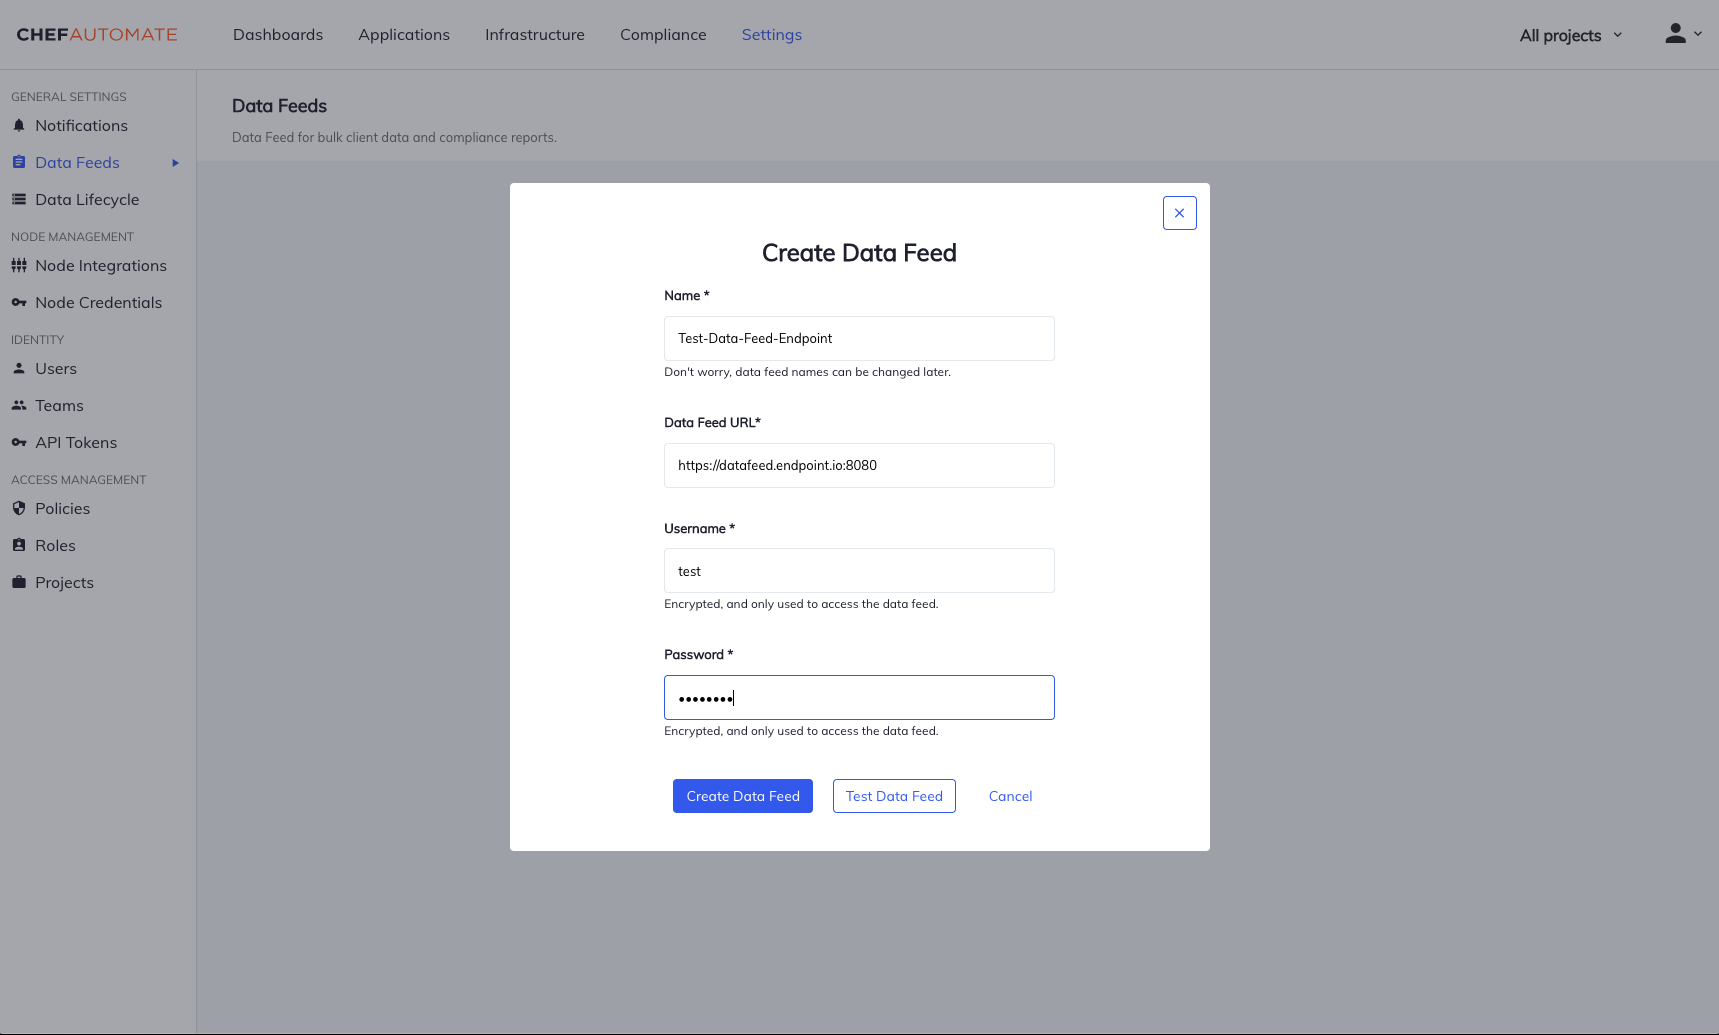 CHEFAUTOMATE
Dashboards
Applications
Infrastructure
Compliance
Settings
All projects
GENERAL SETTINGS
Notifications
Data Feeds
Data Lifecycle
NODE MANAGEMENT
Node Integrations
Node Credentials
IDENTITY
Users
Teams
API Tokens
ACCESS MANAGEMENT
Policies
Roles
Projects
Data Feeds
Data Feed for bulk client data and compliance reports.
Create Data Feed
Name *
Test-Data-Feed-Endpoint
Don't worry, data feed names can be changed later.
Data Feed URL*
https://datafeed.endpoint.io:8080
Username *
test
Encrypted, and only used to access the data feed.
Password *
••••••••
Encrypted, and only used to access the data feed.
Create Data Feed
Test Data Feed
Cancel